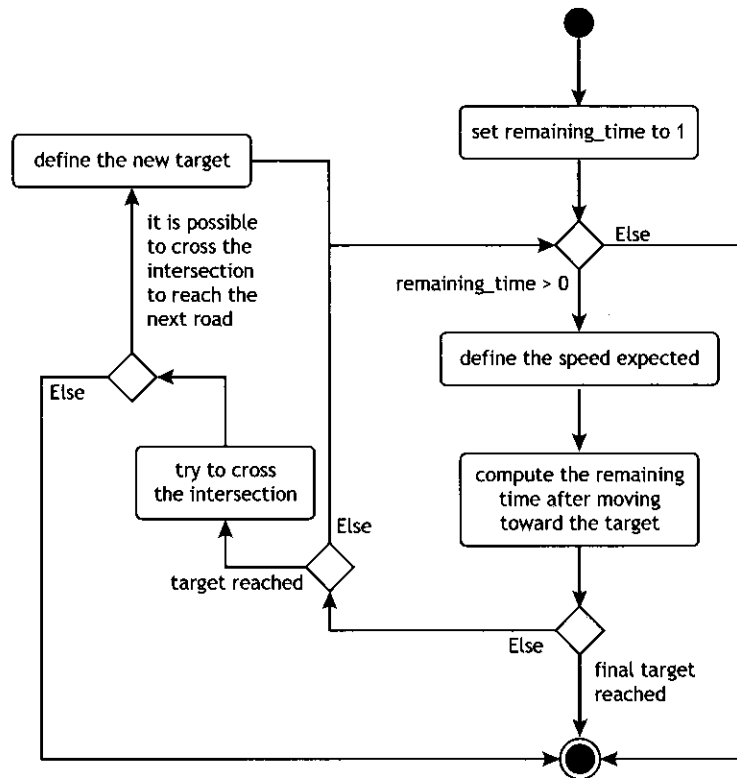 set remaining_time to 1
define the new target
it is possible
to cross the
intersection
to reach the
next road
Else
remaining_time > 0
define the speed expected
Else
try to cross
the intersection
compute the remaining
time after moving
toward the target
Else
target reached
Else
final target
reached